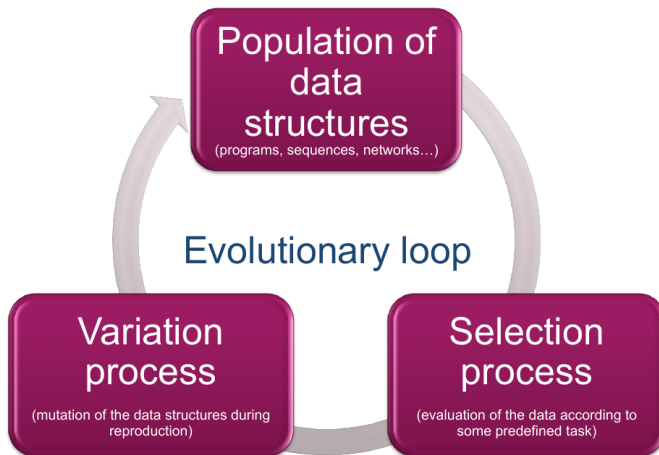 Population of
data
structures
(programs, sequences, networks…)
Evolutionary loop
Variation
process
(mutation of the data structures during
reproduction)
Selection
process
(evaluation of the data according to
some predefined task)